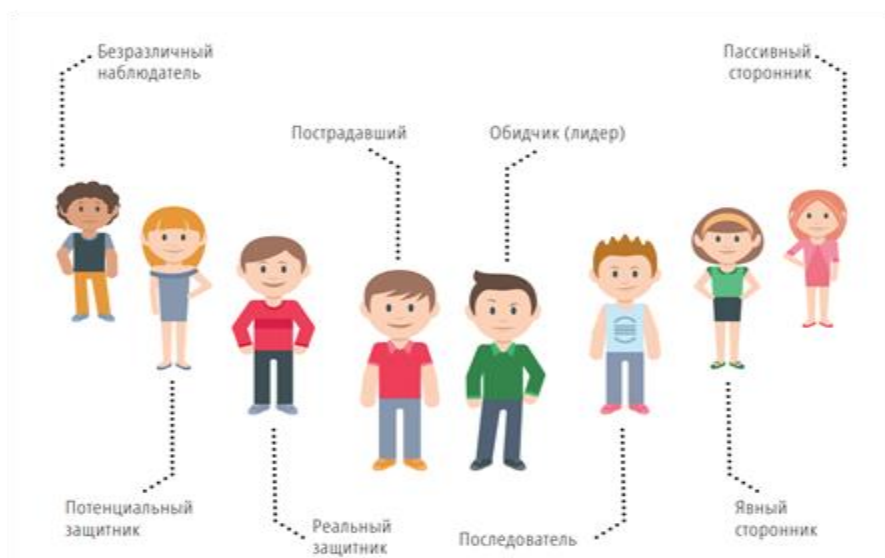 Безразличный
наблюдатель
Пассивный
сторонник
Пострадавший
Обидчик (лидер)
Потенциальный
защитник
Реальный
защитник
Последователь
Явный
сторонник